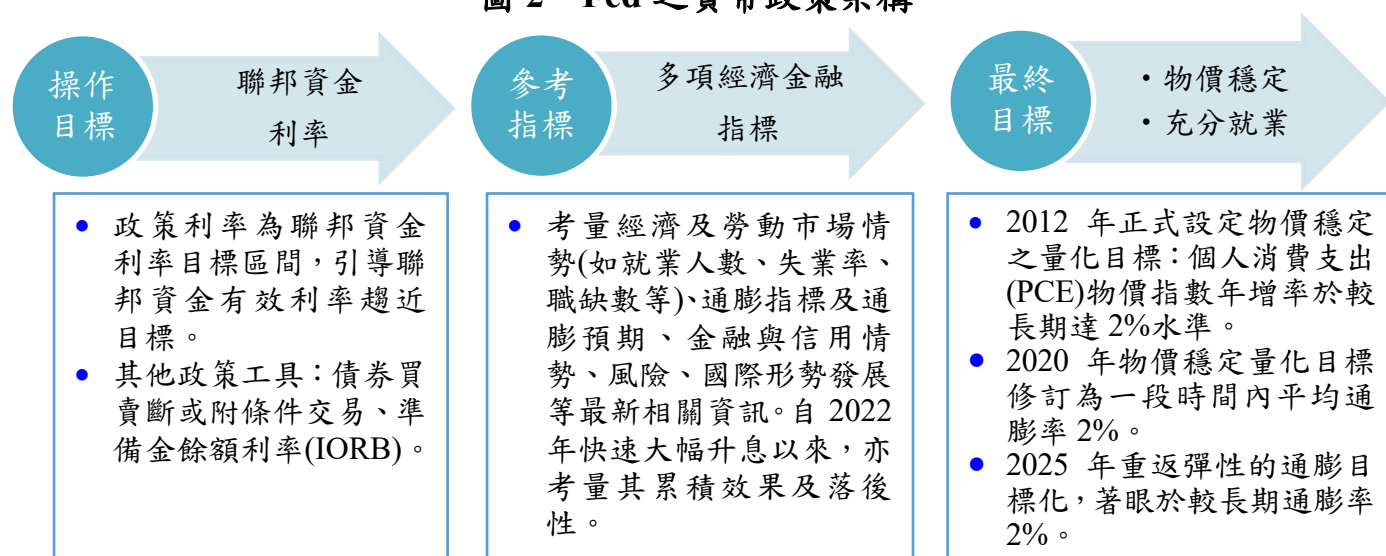 圖 2　Fed 之貨幣政策架構
操作
目標
聯邦資金
利率
參考
指標
多項經濟金融
指標
最終
目標
・物價穩定
・充分就業
• 政策利率為聯邦資金
利率目標區間，引導聯
邦資金有效利率趨近
目標。
• 其他政策工具：債券買
賣斷或附條件交易、準
備金餘額利率(IORB)。
• 考量經濟及勞動市場情
勢(如就業人數、失業率、
職缺數等)、通膨指標及通
膨預期、金融與信用情
勢、風險、國際形勢發展
等最新相關資訊。自 2022
年快速大幅升息以來，亦
考量其累積效果及落後
性。
• 2012 年正式設定物價穩定
之量化目標：個人消費支出
(PCE)物價指數年增率於較
長期達 2%水準。
• 2020 年物價穩定量化目標
修訂為一段時間內平均通
膨率 2%。
• 2025 年重返彈性的通膨目
標化，著眼於較長期通膨率
2%。